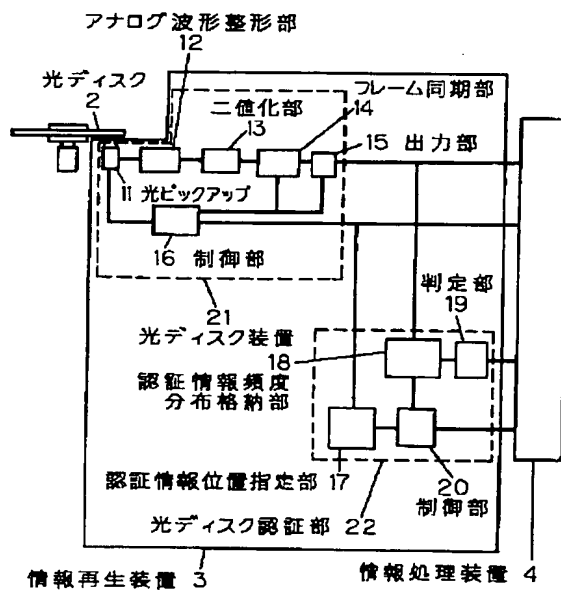 アナログ波形整形部
12
光ディスク
2
フレーム同期部
二値化部
14
13
15 出力部
11 光ピックアップ
16 制御部
21
判定部
19
光ディスク装置
18
認証情報頻度
分布格納部
認証情報位置指定部 17
20
制御部
光ディスク認証部 22
情報再生装置 3
情報処理装置 4